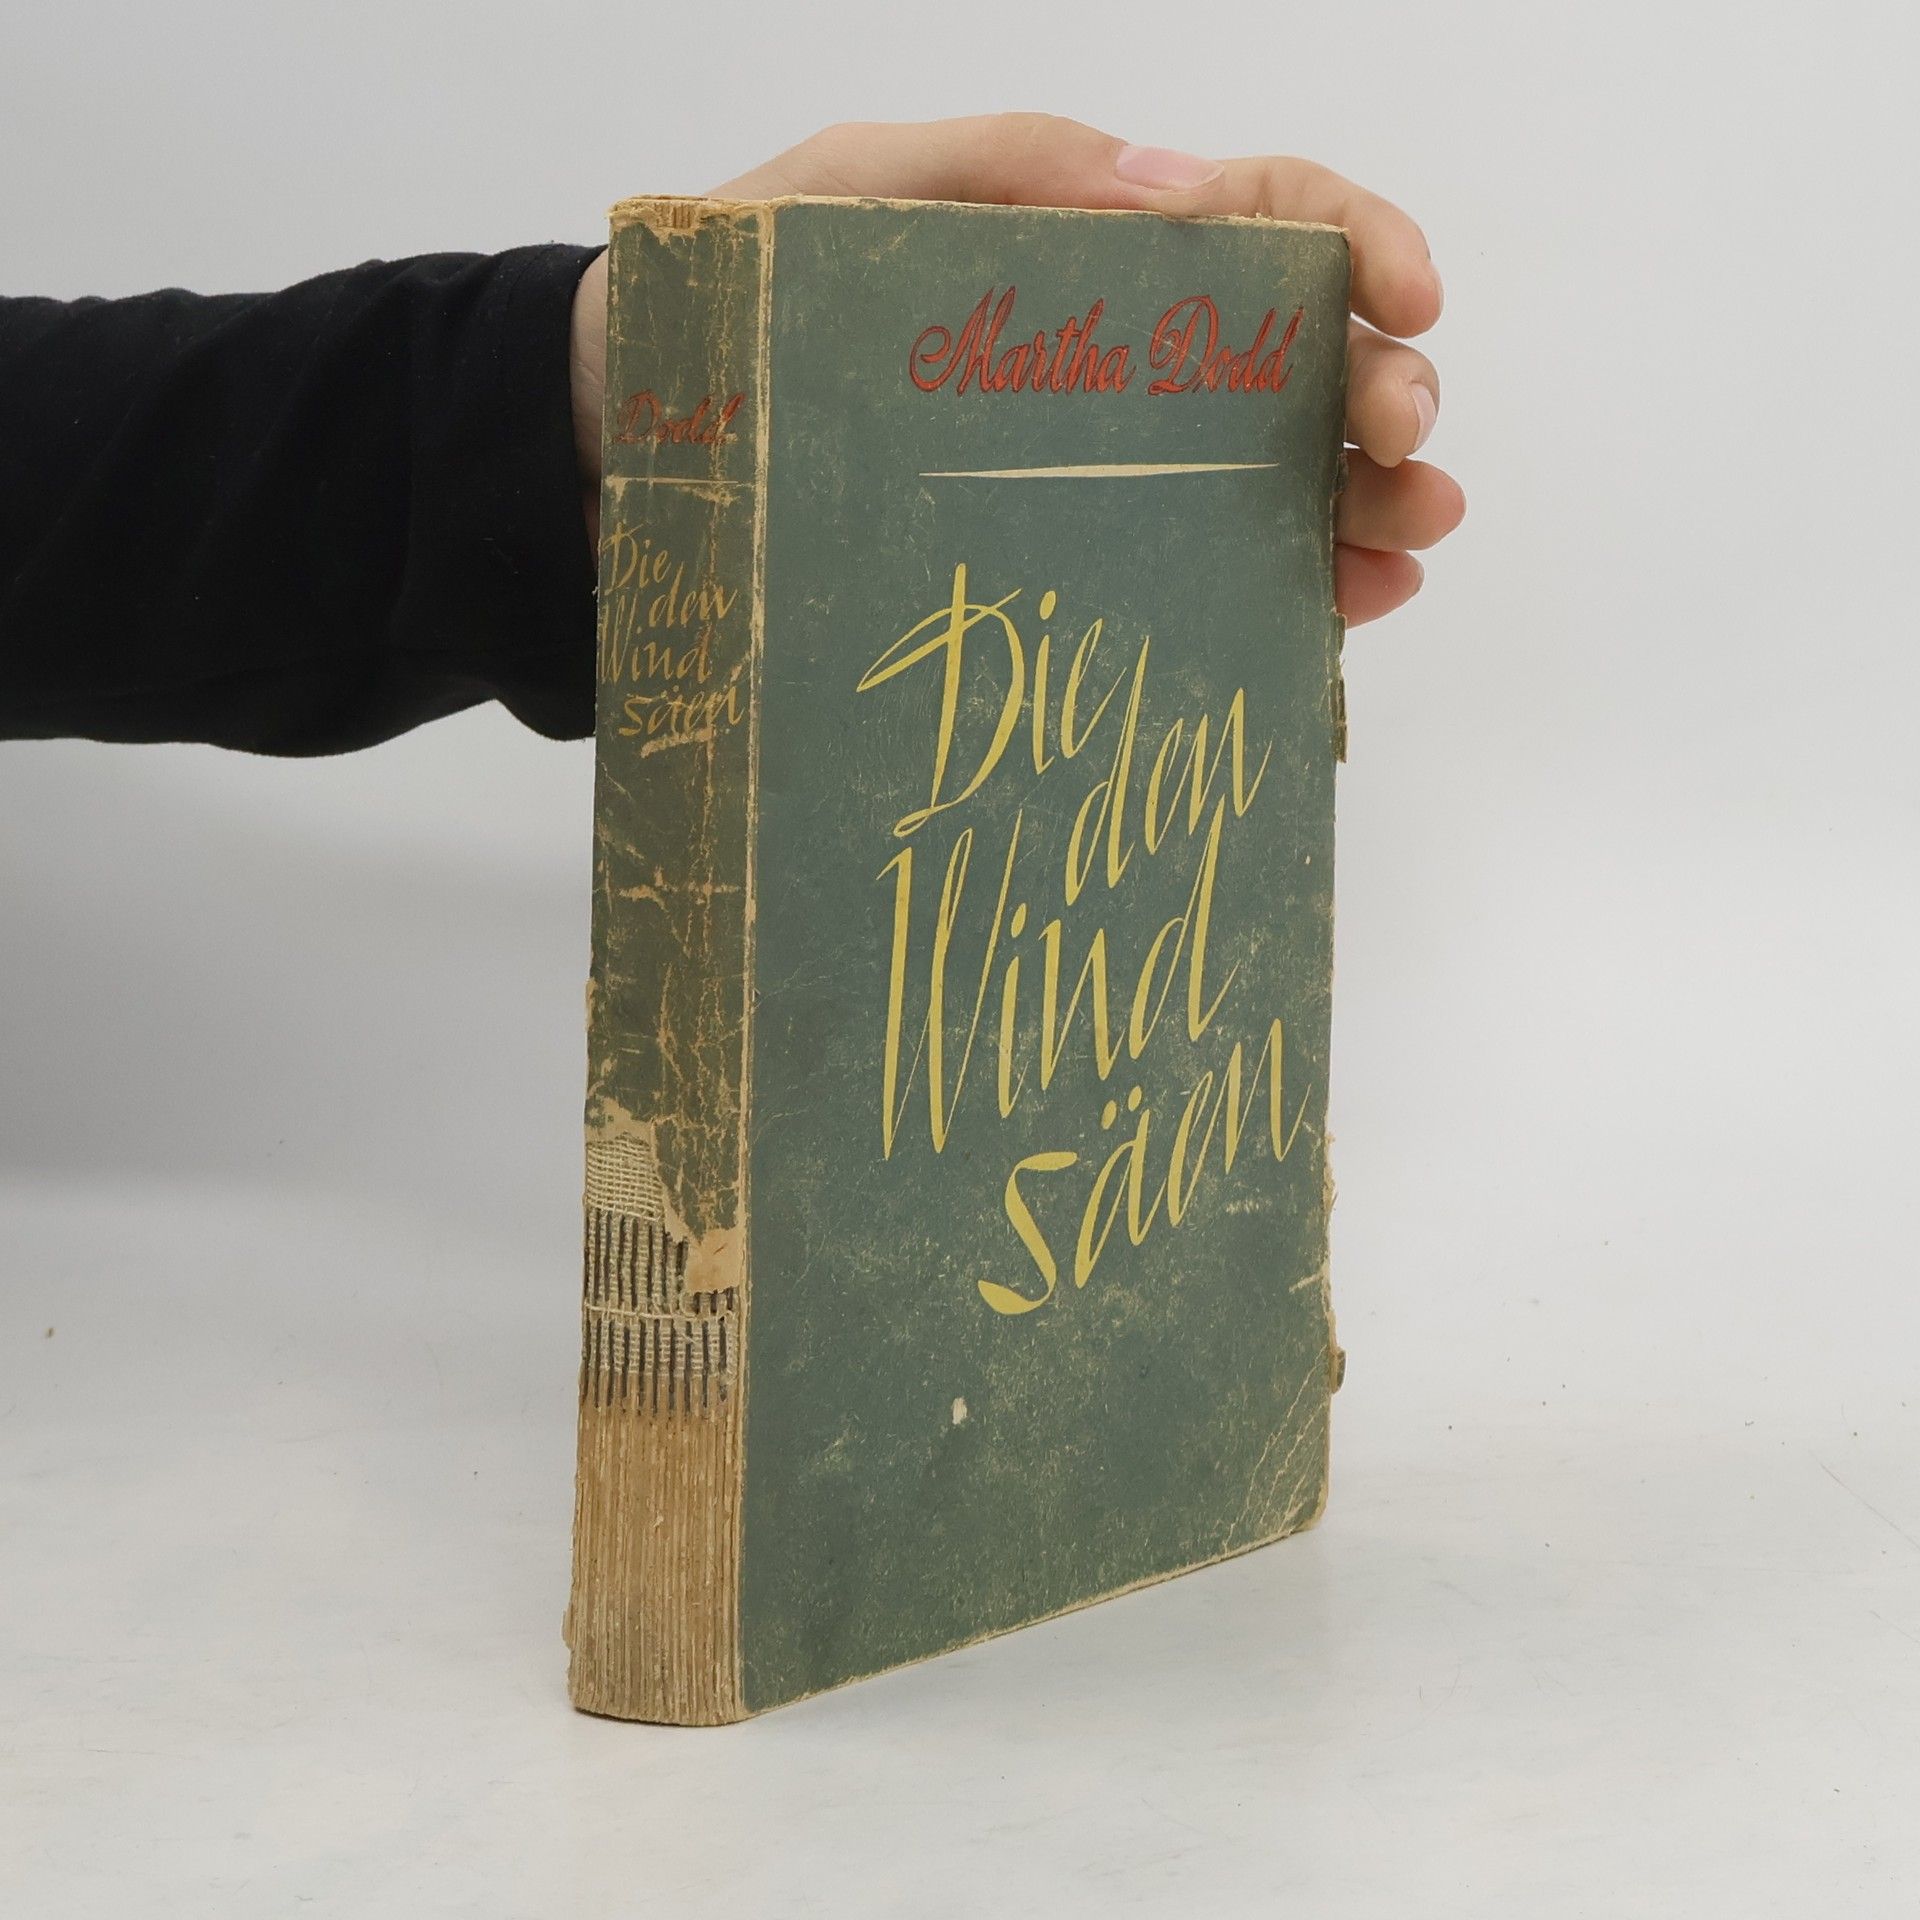 Dodd
Die
den
Wind
säen
Martha Dodd
Die
den
Wind
säen